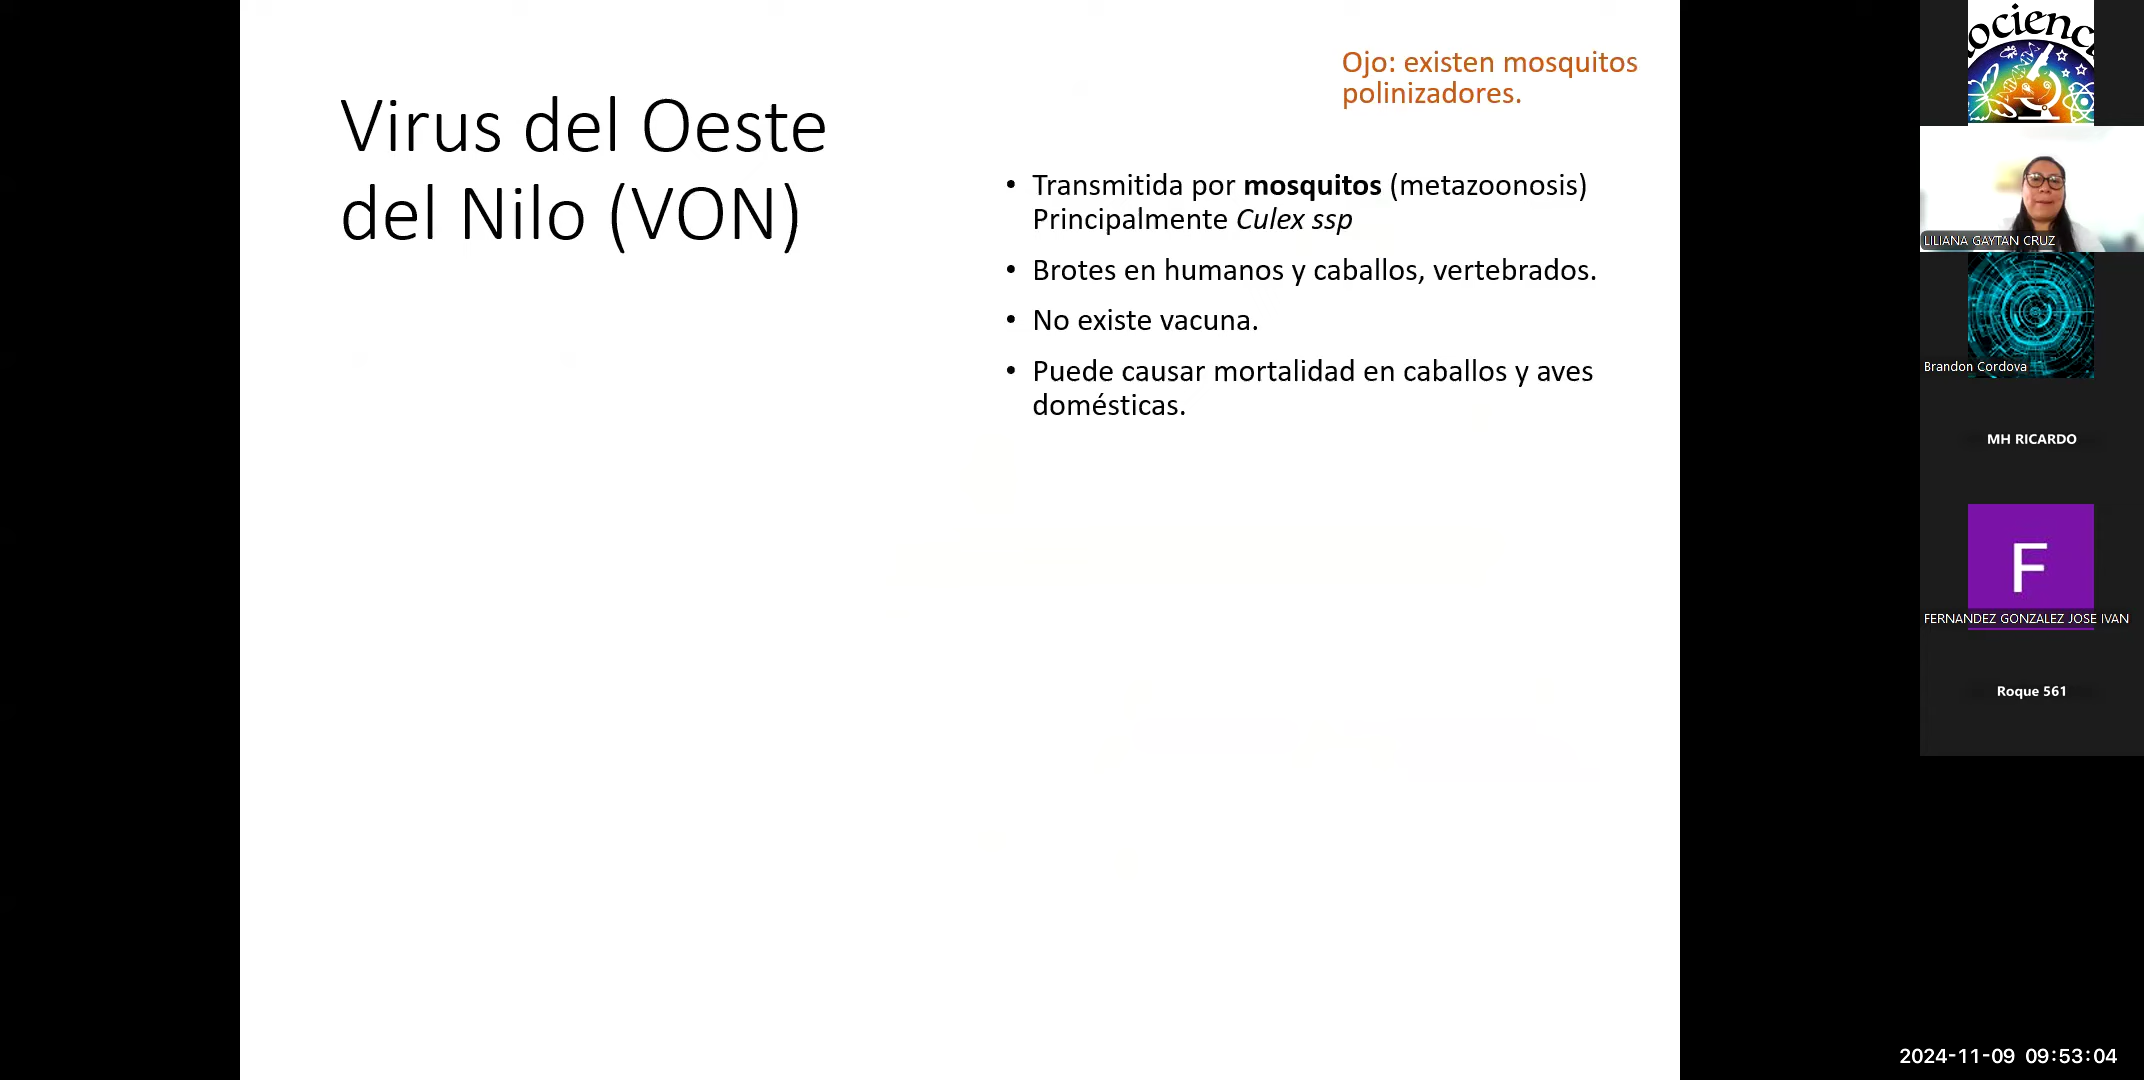 Virus del Oeste
del Nilo (VON)
Ojo: existen mosquitos
polinizadores.
• Transmitida por mosquitos (metazoonosis)
Principalmente Culex ssp
• Brotes en humanos y caballos, vertebrados.
• No existe vacuna.
• Puede causar mortalidad en caballos y aves
domésticas.
LILIANA GAYTAN CRUZ
Brandon Cordova
MH RICARDO
F
FERNANDEZ GONZALEZ JOSE IVAN
Roque 561
2024-11-09 09:53:04